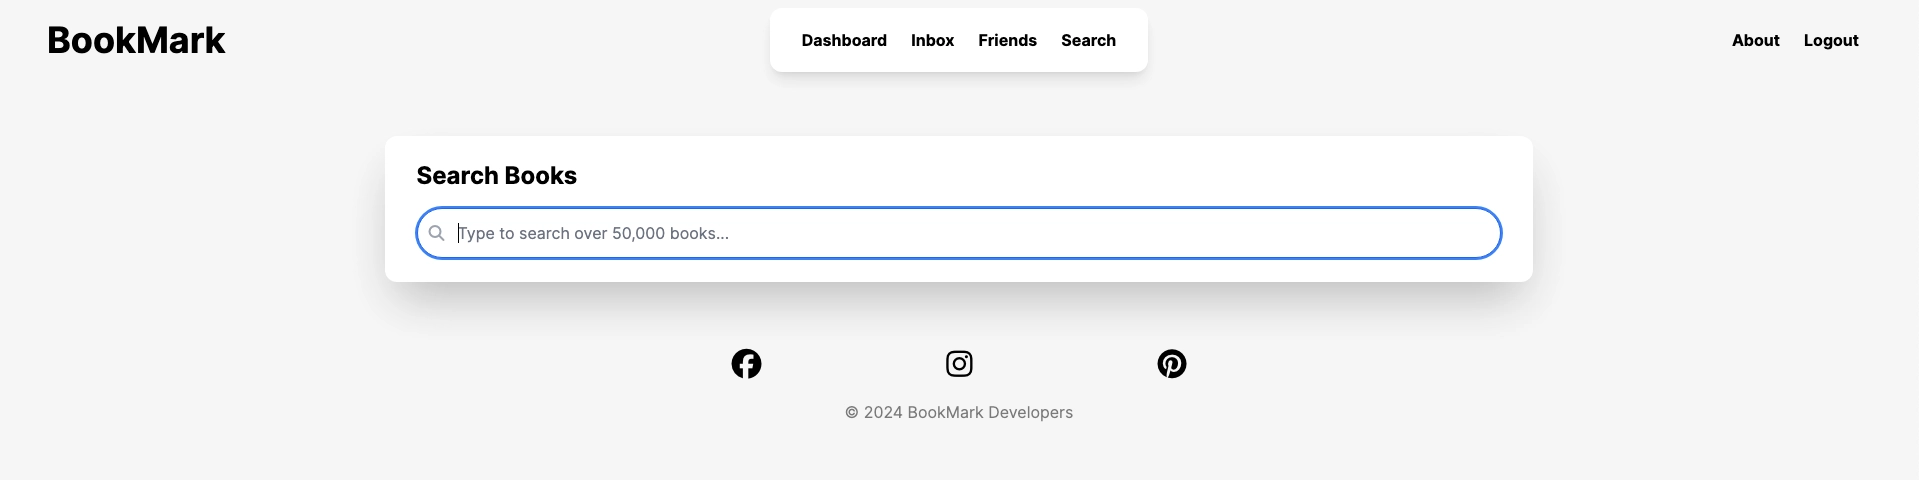 BookMark
Dashboard Inbox Friends Search
About Logout
Search Books
Type to search over 50,000 books...
© 2024 BookMark Developers